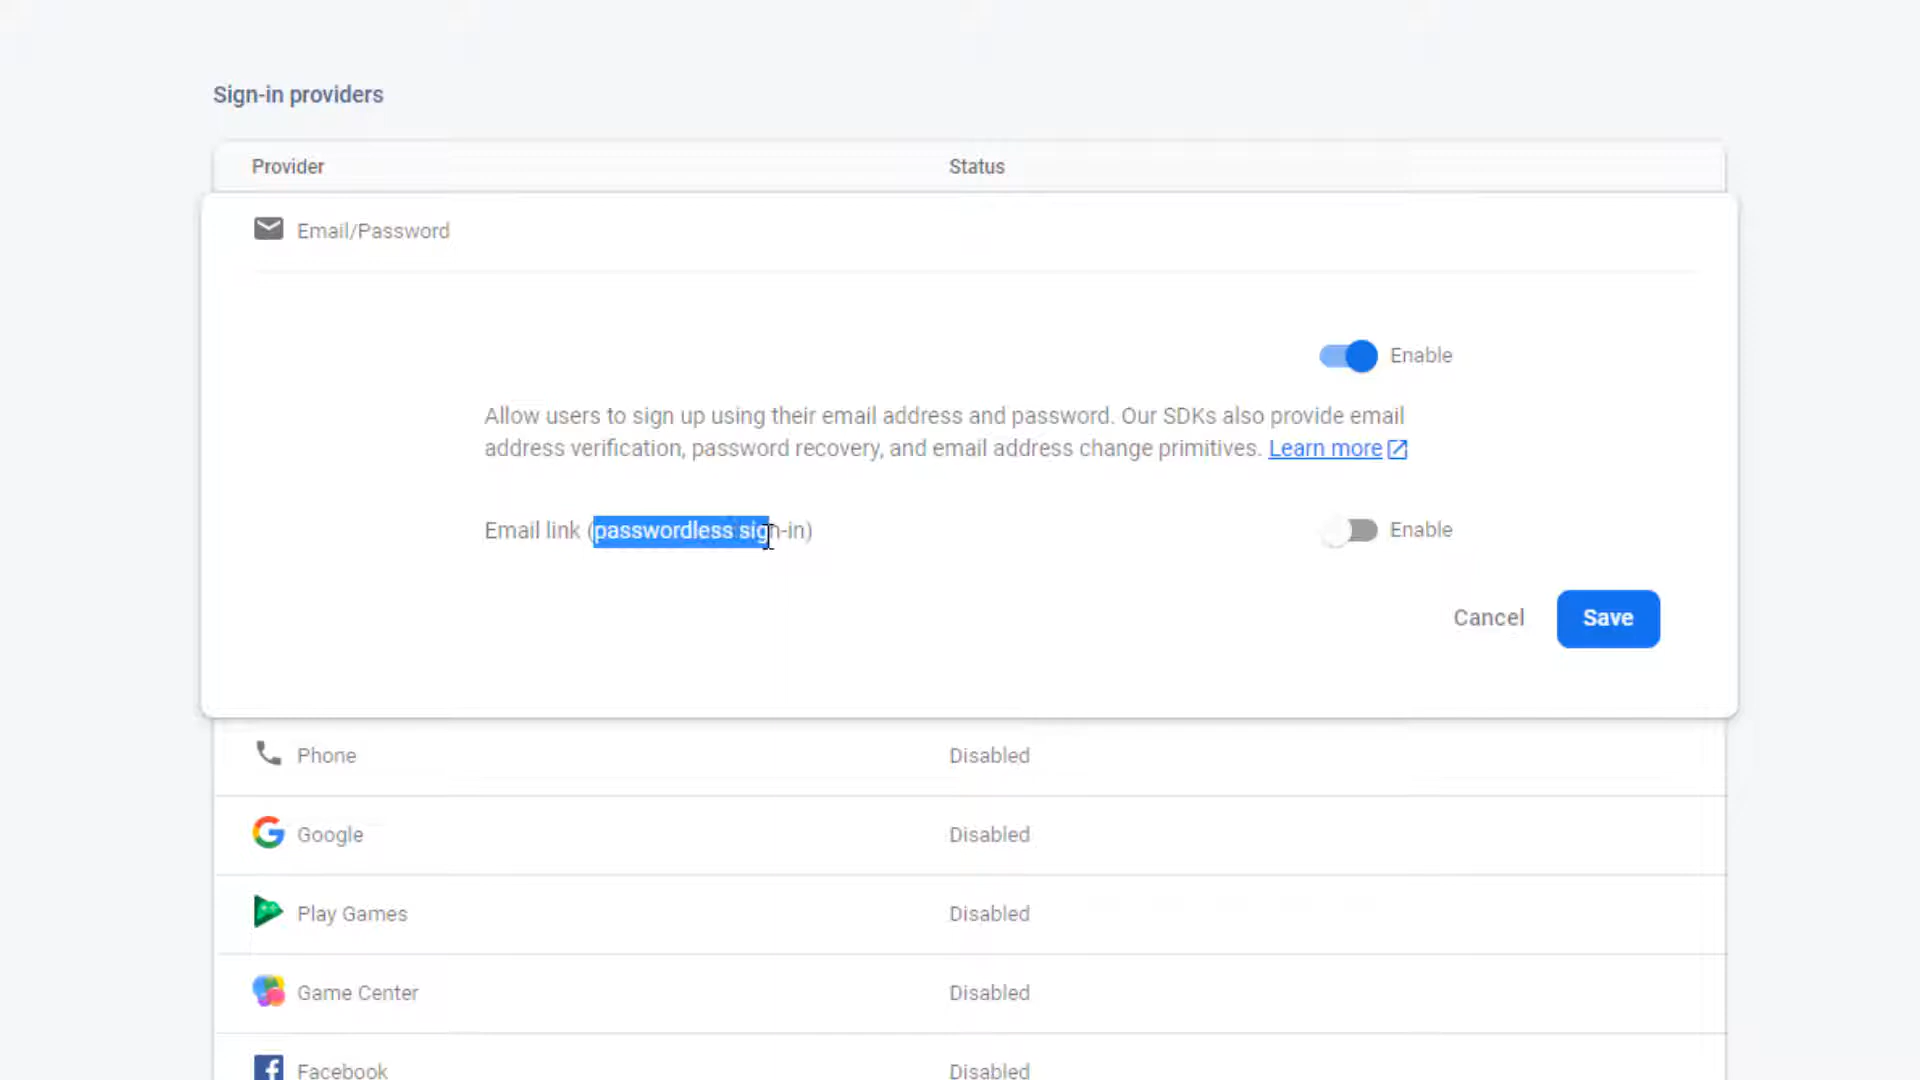 Sign-in providers
Provider Status
Email/Password
Enable
Allow users to sign up using their email address and password. Our SDKs also provide email
address verification, password recovery, and email address change primitives. Learn more
Email link (passwordless sign-in) Enable
Cancel Save
Phone Disabled
Google Disabled
Play Games Disabled
Game Center Disabled
Facebook Disabled